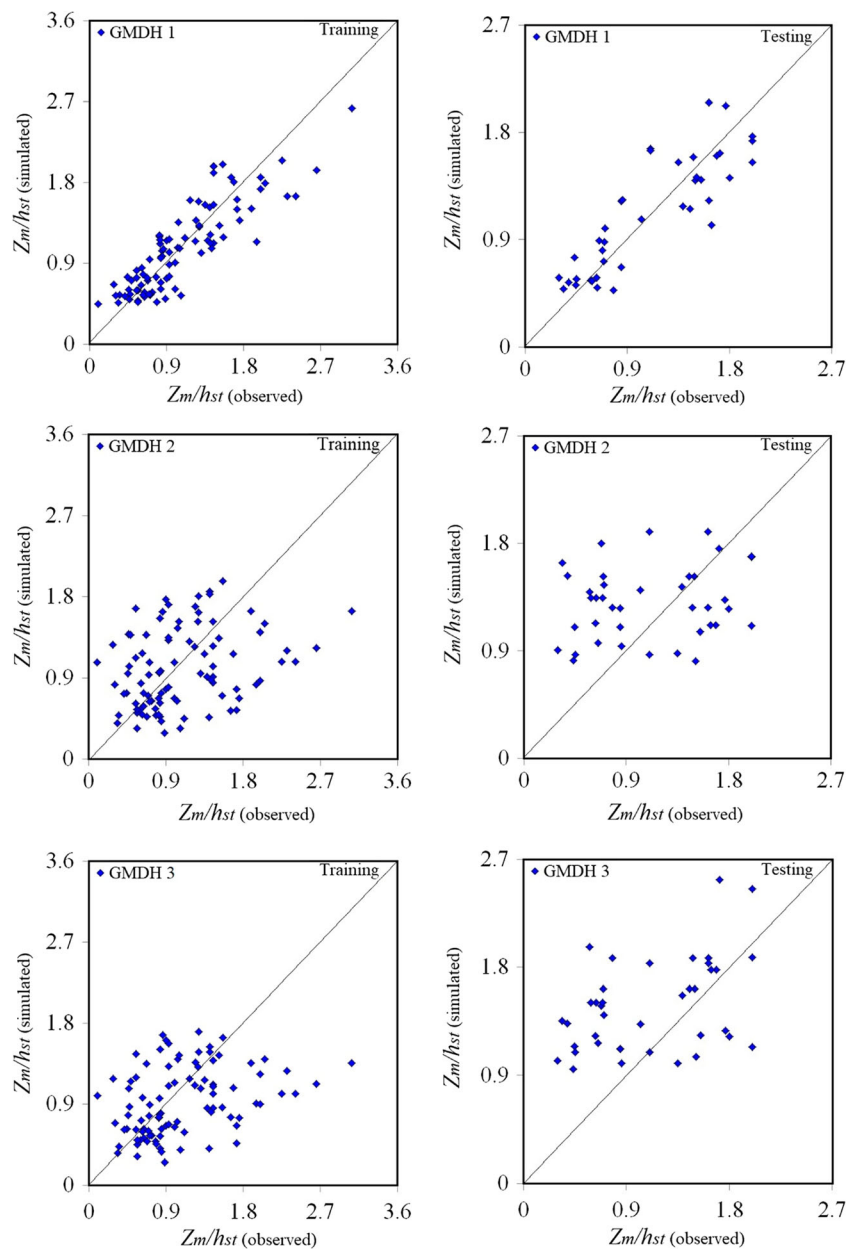 3.6
GMDH 1
Training
2.7
1.8
0.9
0
Zm/hst (simulated)
0 0.9 1.8 2.7 3.6
Zm/hst (observed)
2.7
GMDH 1
Testing
1.8
0.9
0
Zm/hst (simulated)
0 0.9 1.8 2.7
Zm/hst (observed)
3.6
GMDH 2
Training
2.7
1.8
0.9
0
Zm/hst (simulated)
0 0.9 1.8 2.7 3.6
Zm/hst (observed)
2.7
GMDH 2
Testing
1.8
0.9
0
Zm/hst (simulated)
0 0.9 1.8 2.7
Zm/hst (observed)
3.6
GMDH 3
Training
2.7
1.8
0.9
0
Zm/hst (simulated)
0 0.9 1.8 2.7 3.6
Zm/hst (observed)
2.7
GMDH 3
Testing
1.8
0.9
0
Zm/hst (simulated)
0 0.9 1.8 2.7
Zm/hst (observed)